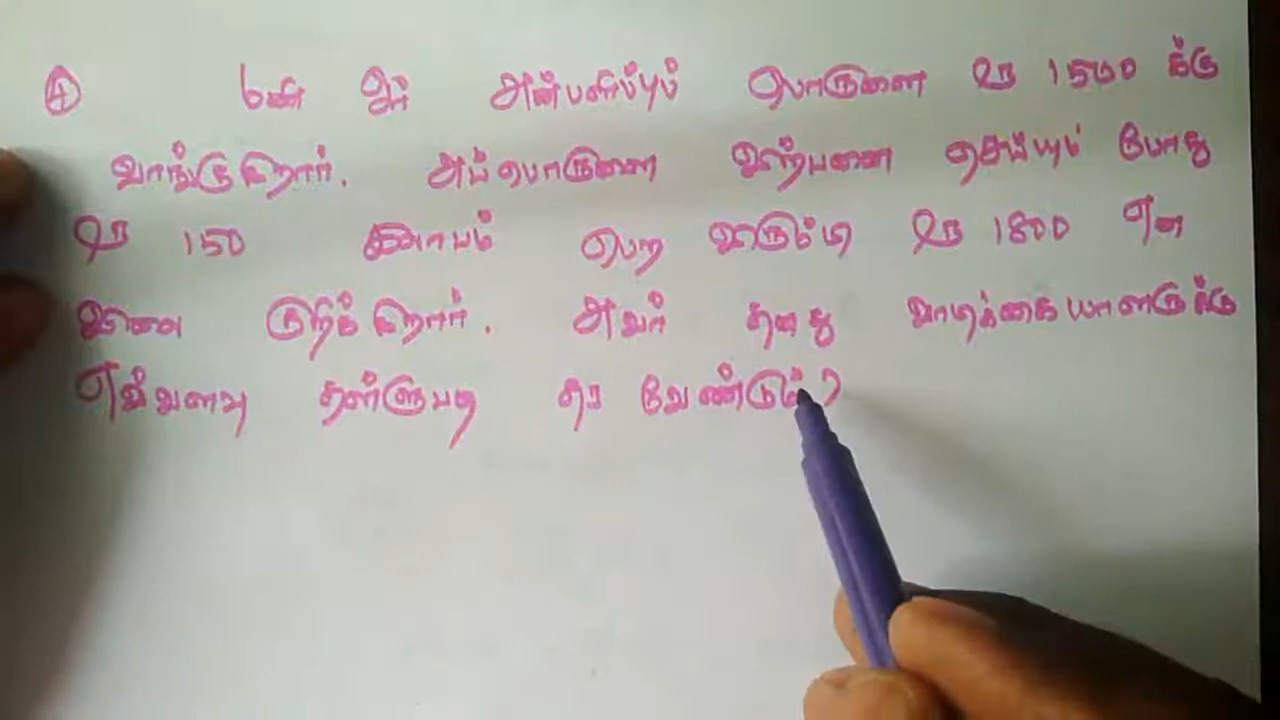 ④ மணி ஓர் அன்பளிப்புப் பொருளை ரூ 1500 க்கு
வாங்குகிறார். அப்பொருளை விற்பனை செய்யும் போது
ரூ 150 இலாபம் பெற விரும்பி ரூ 1800 என
விலை குறிக்கிறார். அவர் தனது வாடிக்கையாளருக்கு
எவ்வளவு தள்ளுபடி தர வேண்டும்?